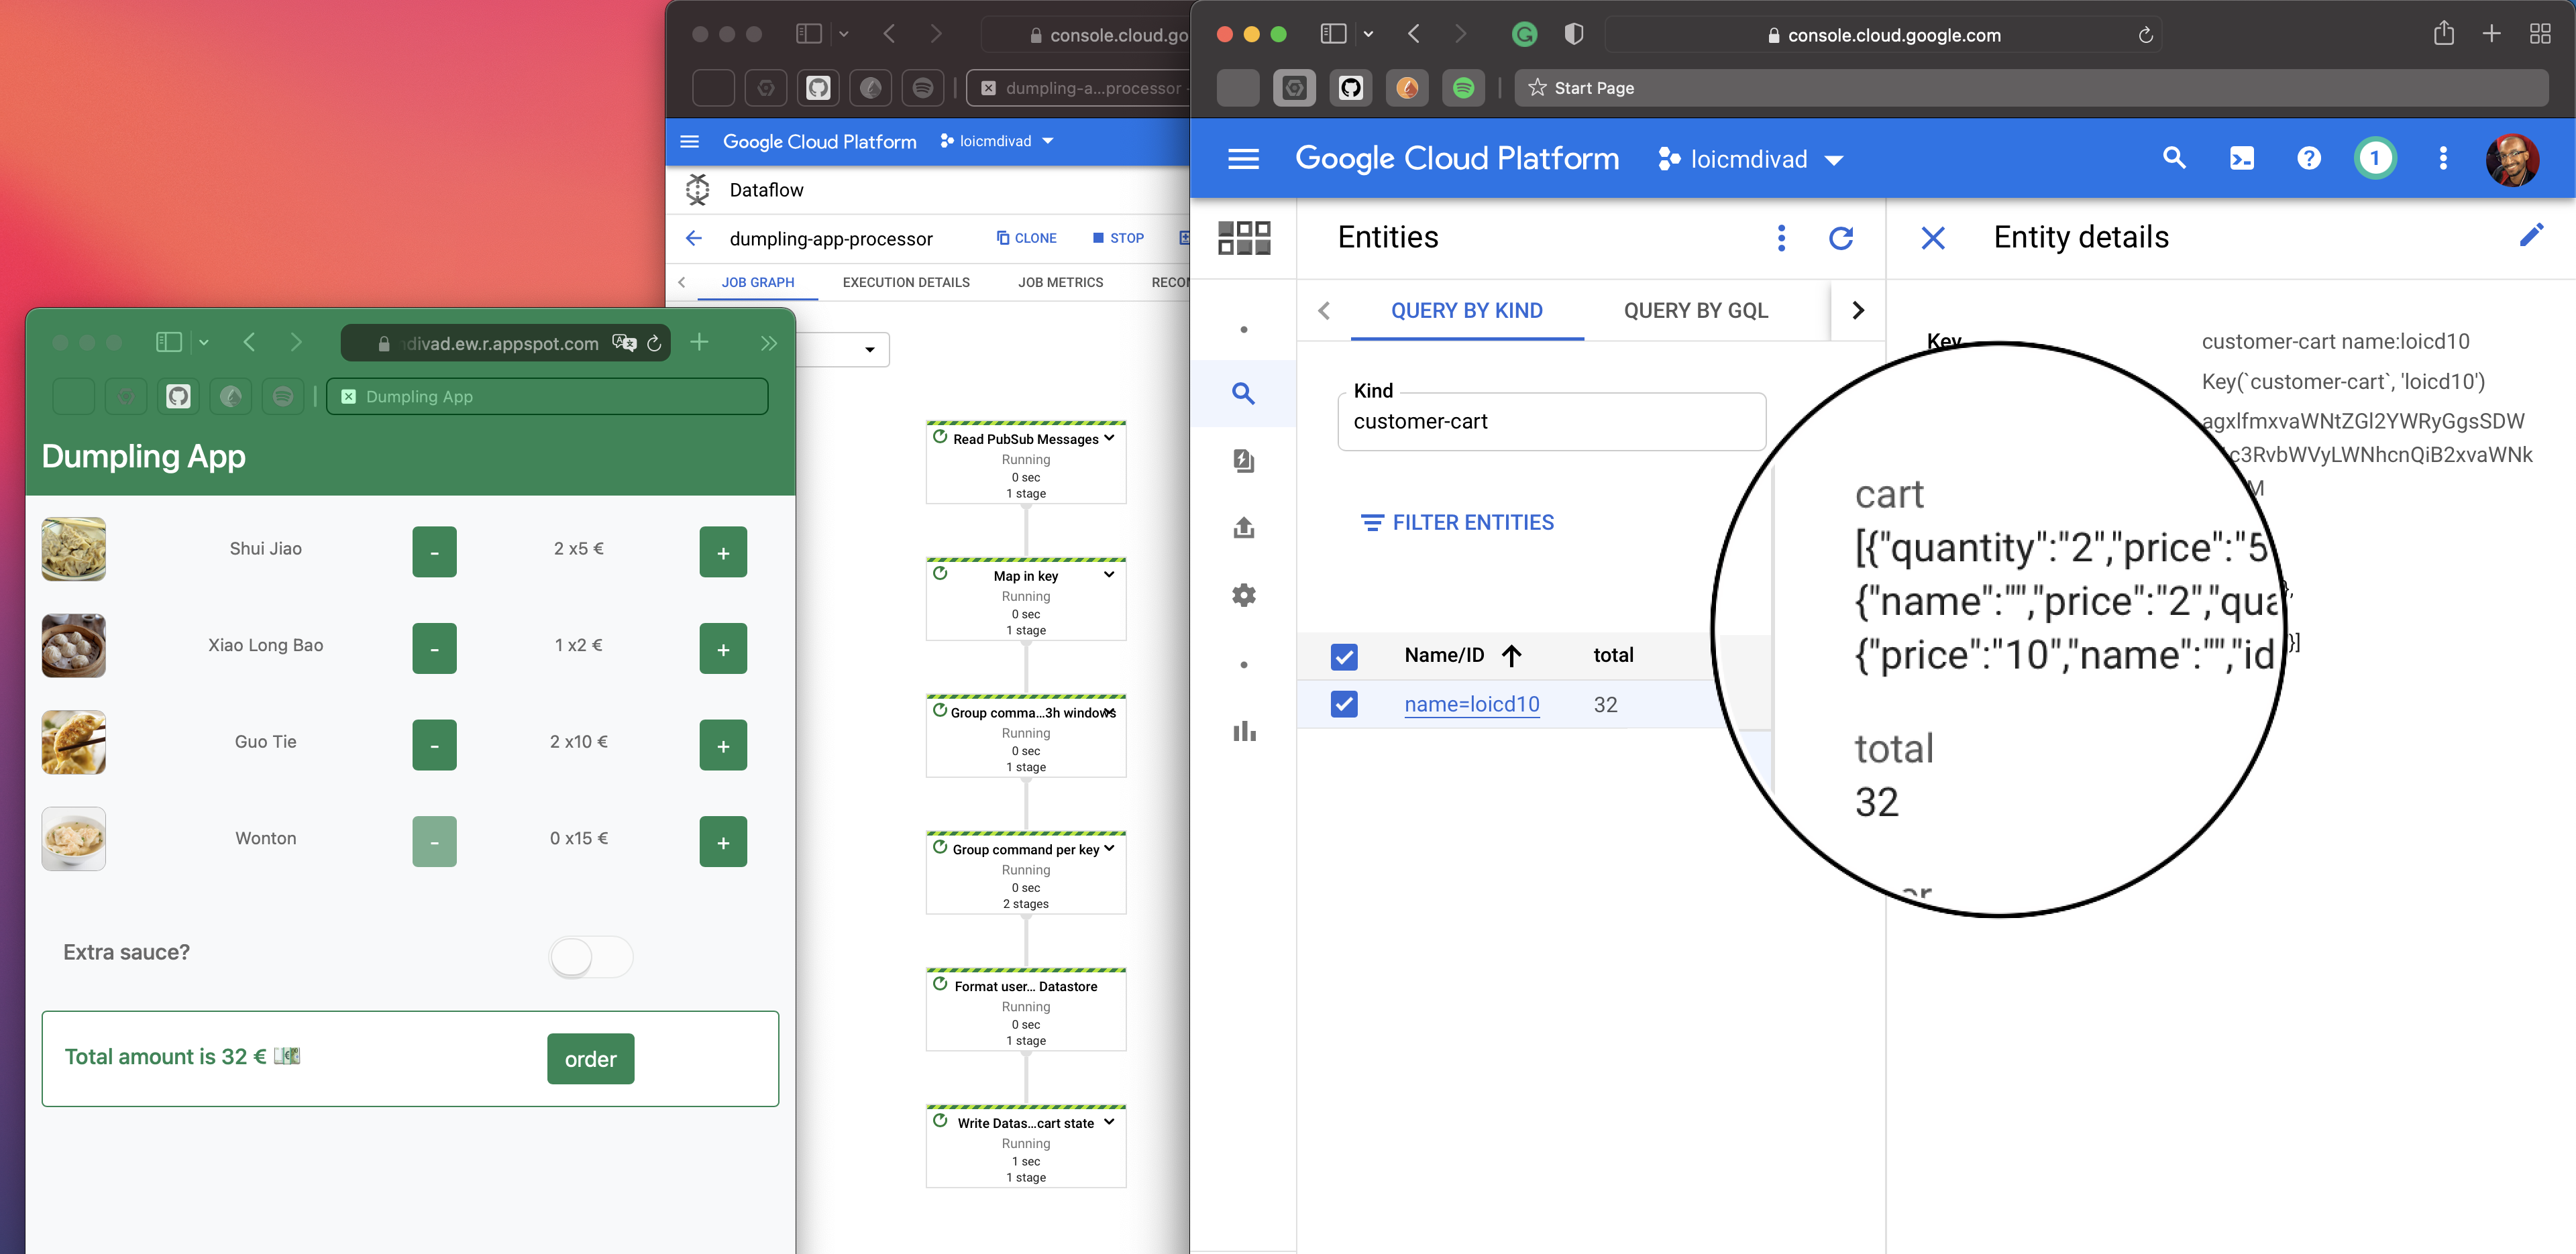 divad.ew.r.appspot.com
Dumpling App
Dumpling App
Shui Jiao
-
2 x5 €
+
Xiao Long Bao
-
1 x2 €
+
Guo Tie
-
2 x10 €
+
Wonton
-
0 x15 €
+
Extra sauce?
Total amount is 32 € 💶
order
console.cloud.go
dumpling-a...processor -
Google Cloud Platform
loicmdivad
Dataflow
dumpling-app-processor
CLONE
STOP
JOB GRAPH
EXECUTION DETAILS
JOB METRICS
RECO
Read PubSub Messages
Running
0 sec
1 stage
Map in key
Running
0 sec
1 stage
Group comma...3h windows
Running
0 sec
1 stage
Group command per key
Running
0 sec
2 stages
Format user... Datastore
Running
0 sec
1 stage
Write Datas...cart state
Running
1 sec
1 stage
console.cloud.google.com
Start Page
Google Cloud Platform
loicmdivad
1
Entities
QUERY BY KIND
QUERY BY GQL
Kind
customer-cart
FILTER ENTITIES
Name/ID
total
name=loicd10
32
Entity details
Key
customer-cart name:loicd10
Key(`customer-cart`, 'loicd10')
agxlfmxvaWNtZGl2YWRyGgsSDW
c3RvbWVyLWNhcnQiB2xvaWNk
M
cart
[{"quantity":"2","price":"5
{"name":"","price":"2","qua
{"price":"10","name":"","id
}]
total
32